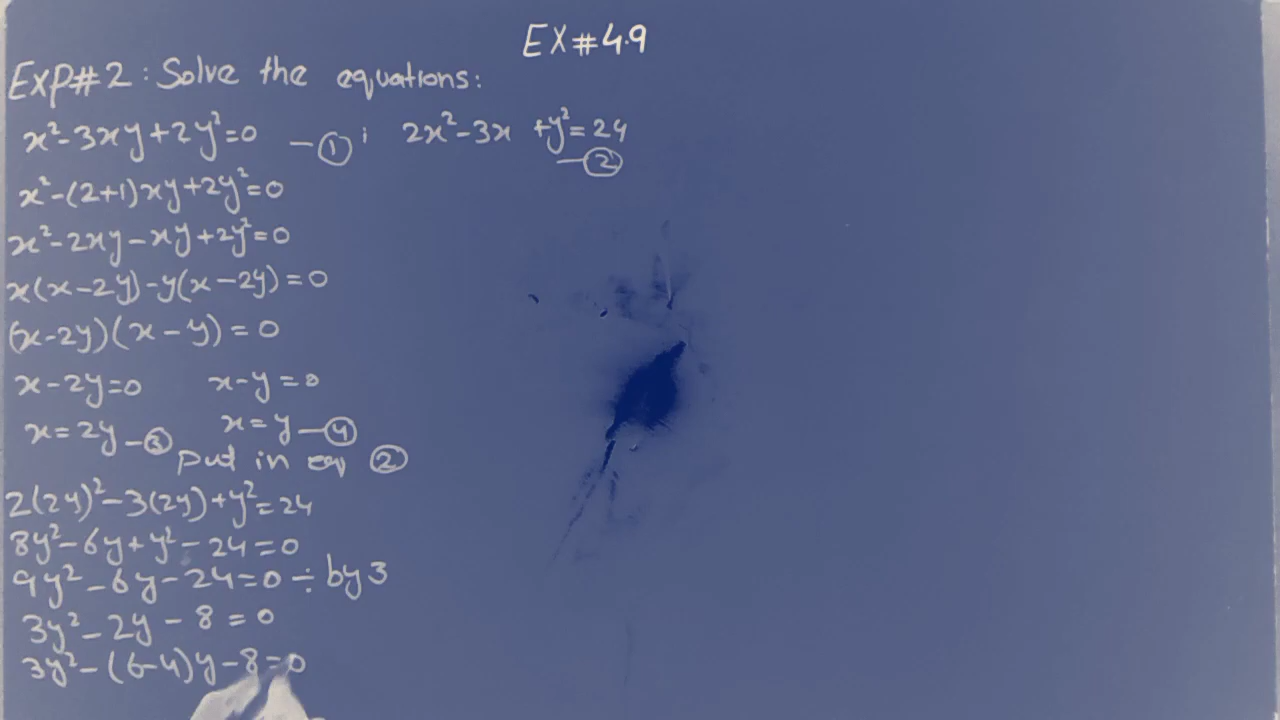 EX#4.9
EXP#2: Solve the equations:
x²-3xy+2y²=0 -① ; 2x²-3x +y²=24
-②
x²-(2+1)xy+2y²=0
x²-2xy-xy+2y²=0
x(x-2y)-y(x-2y)=0
(x-2y)(x-y)=0
x-2y=0 x-y=0
x=2y-③ x=y-④
put in eq ②
2(2y)²-3(2y)+y²=24
8y²-6y+y²-24=0
9y²-6y-24=0 ÷ by 3
3y²-2y-8=0
3y²-(6-4)y-8=0